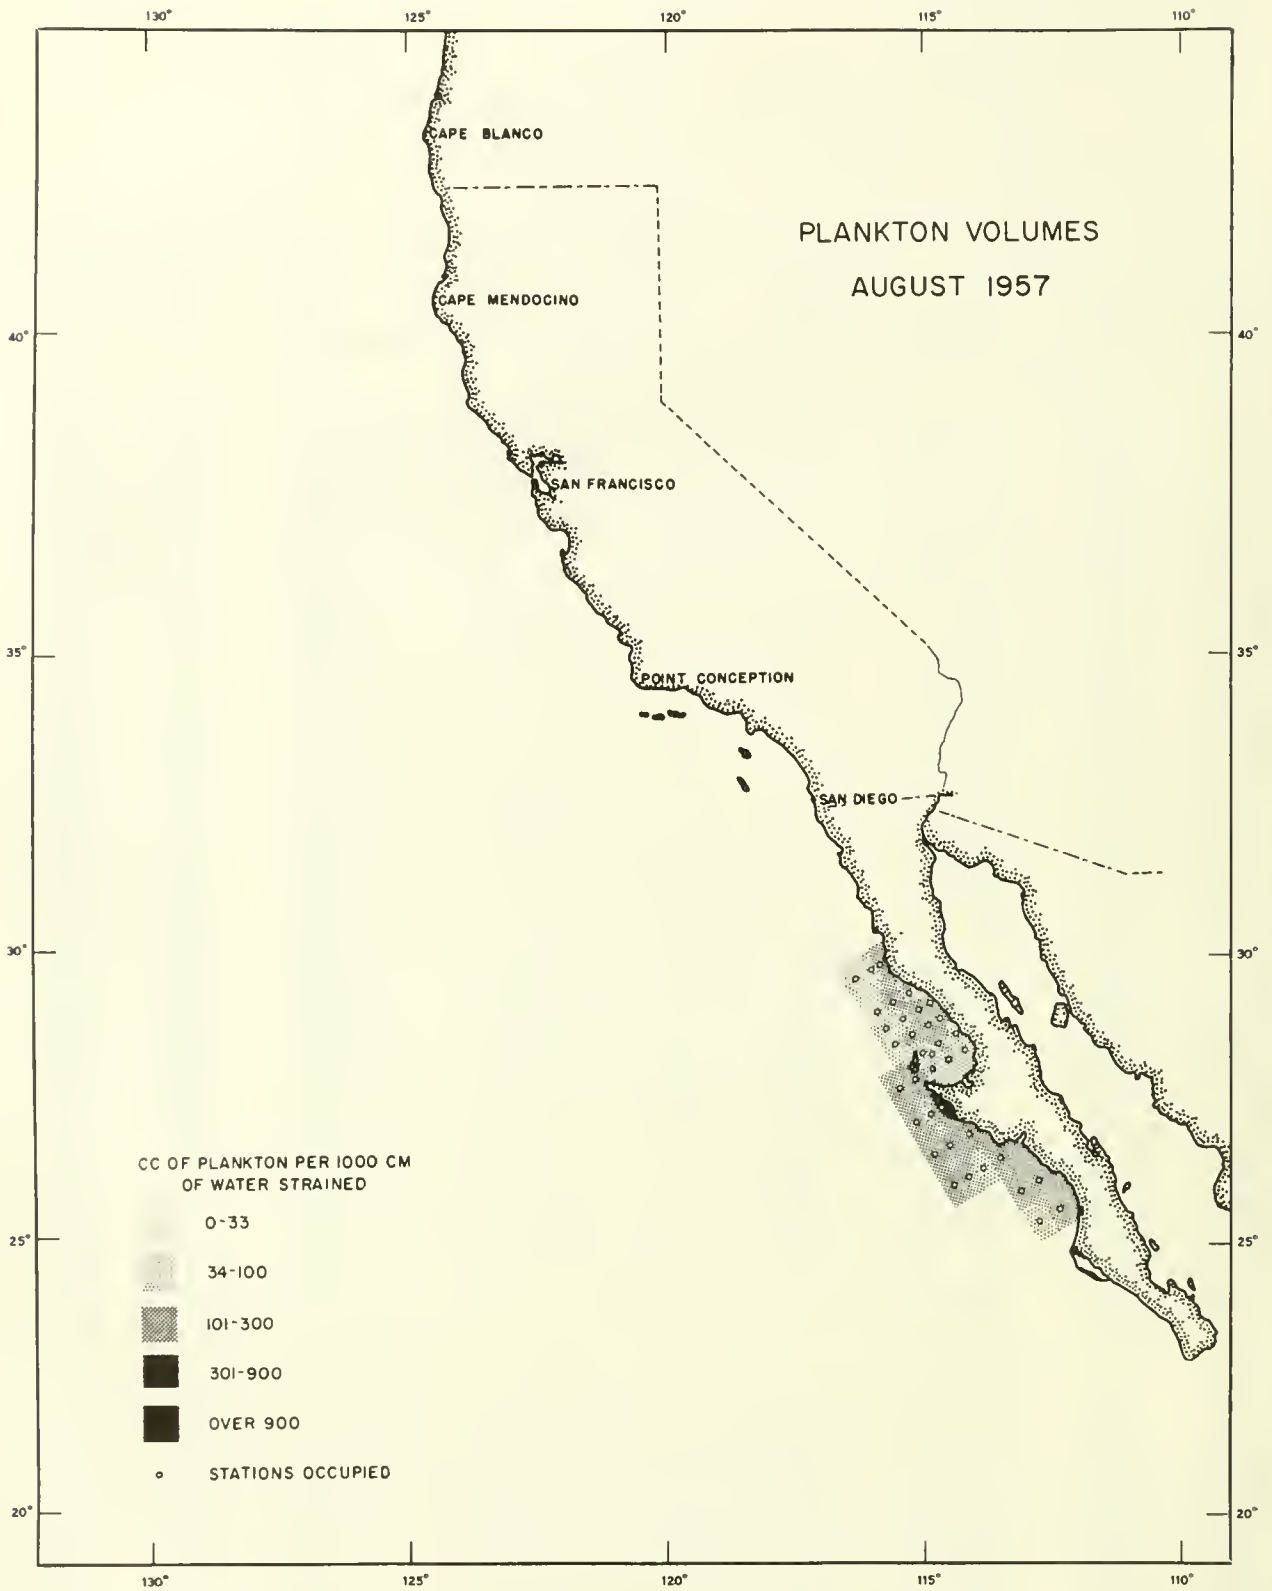 130° 125° 120° 115° 110°
CAPE BLANCO
PLANKTON VOLUMES
AUGUST 1957
CAPE MENDOCINO
40° 40°
SAN FRANCISCO
35° 35°
POINT CONCEPTION
SAN DIEGO
30° 30°
CC OF PLANKTON PER 1000 CM
OF WATER STRAINED
0-33
25° 25°
34-100
101-300
301-900
OVER 900
STATIONS OCCUPIED
20° 20°
130° 125° 120° 115° 110°